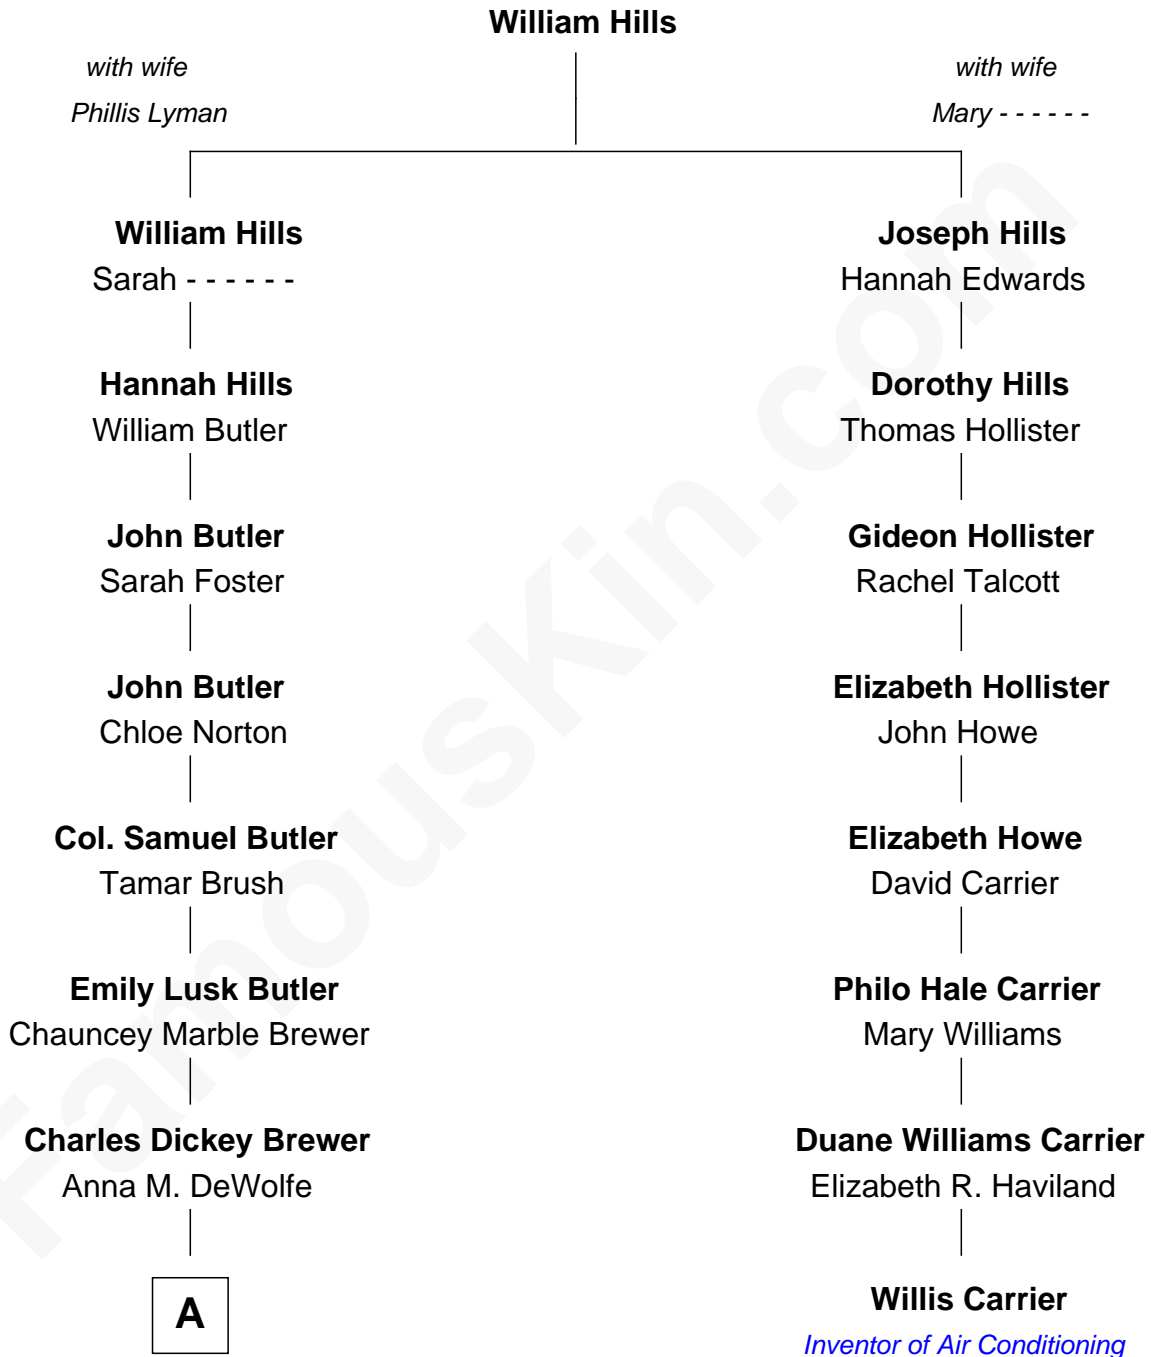 William Hills
with wife
Phillis Lyman
with wife
Mary - - - - - -
William Hills
Sarah - - - - - -
Hannah Hills
William Butler
John Butler
Sarah Foster
John Butler
Chloe Norton
Col. Samuel Butler
Tamar Brush
Emily Lusk Butler
Chauncey Marble Brewer
Charles Dickey Brewer
Anna M. DeWolfe
A
Joseph Hills
Hannah Edwards
Dorothy Hills
Thomas Hollister
Gideon Hollister
Rachel Talcott
Elizabeth Hollister
John Howe
Elizabeth Howe
David Carrier
Philo Hale Carrier
Mary Williams
Duane Williams Carrier
Elizabeth R. Haviland
Willis Carrier
Inventor of Air Conditioning
FamousKin.com